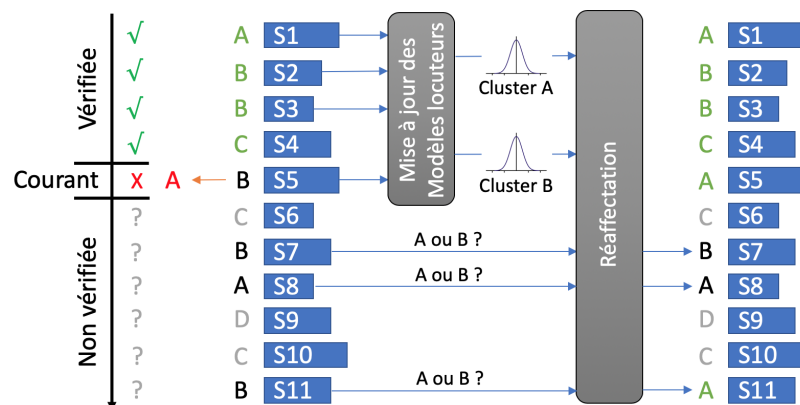 Vérifiée
Courant
Non vérifiée
√ A S1 A S1
√ B S2 B S2
√ B S3 B S3
√ C S4 C S4
X A B S5 A S5
? C S6 C S6
? B S7 A ou B ? B S7
? A S8 A ou B ? A S8
? D S9 D S9
? C S10 C S10
? B S11 A ou B ? A S11
Mise à jour des
Modèles locuteurs
Cluster A
Cluster B
Réaffectation